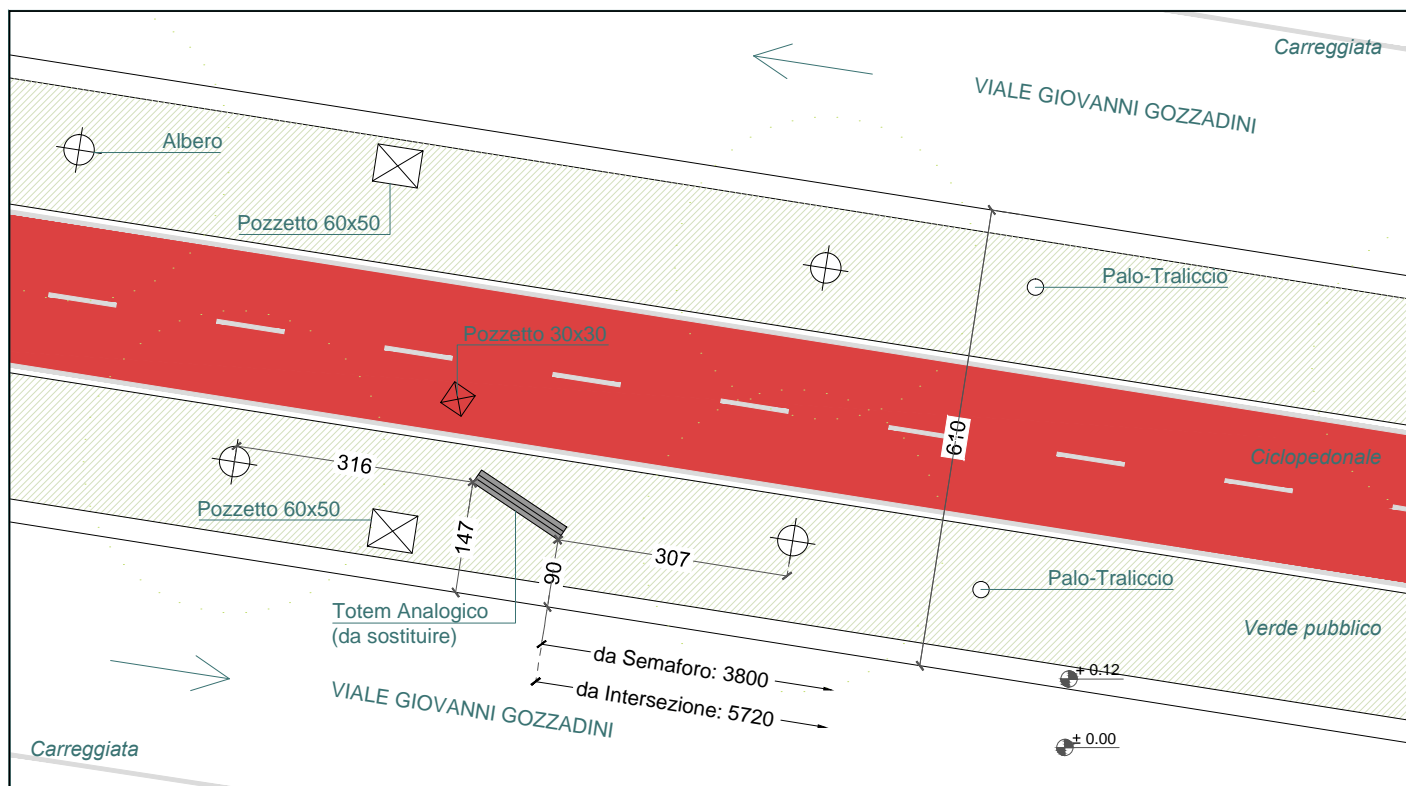 Carreggiata
VIALE GIOVANNI GOZZADINI
Albero
Pozzetto 60x50
Palo-Traliccio
Pozzetto 30x30
610
Ciclopedonale
316
Pozzetto 60x50
147
90
307
Palo-Traliccio
Totem Analogico
(da sostituire)
Verde pubblico
da Semaforo: 3800
da Intersezione: 5720
+ 0.12
VIALE GIOVANNI GOZZADINI
± 0.00
Carreggiata